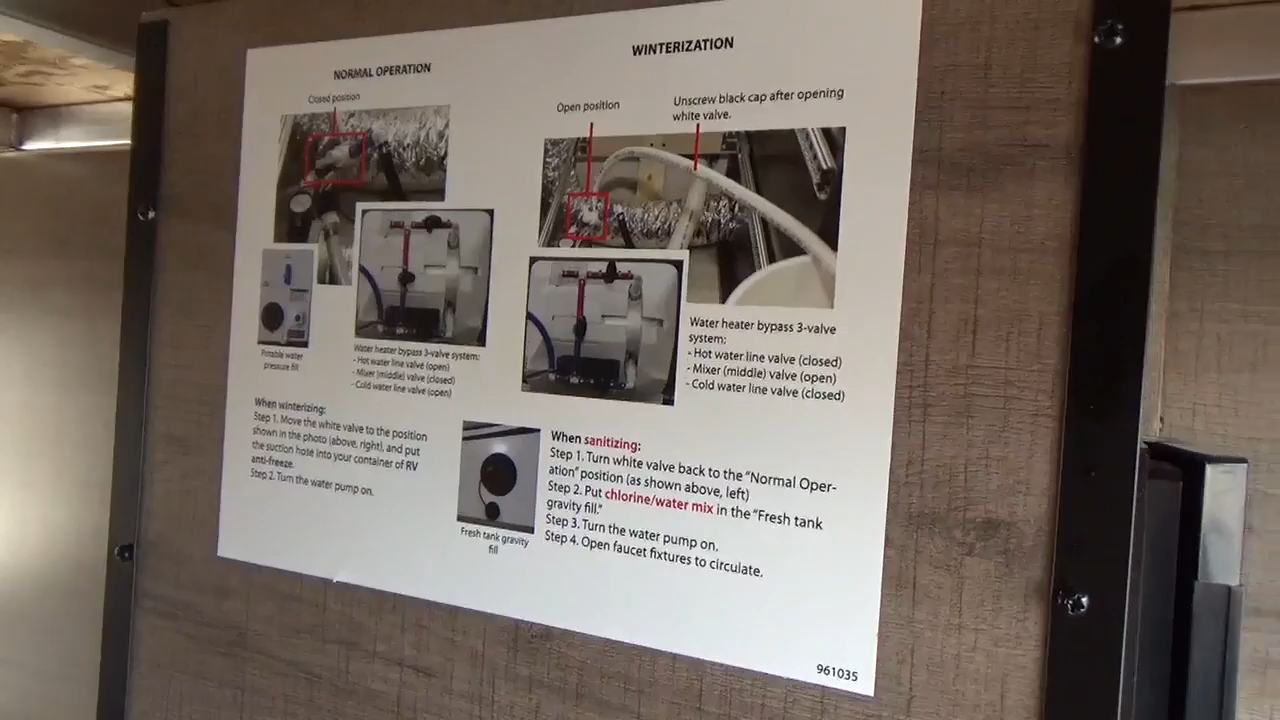 NORMAL OPERATION
Closed position
Potable water
pressure fill
Water heater bypass 3-valve system:
- Hot water line valve (open)
- Mixer (middle) valve (closed)
- Cold water line valve (open)
When winterizing:
Step 1. Move the white valve to the position
shown in the photo (above, right), and put
the suction hose into your container of RV
anti-freeze.
Step 2. Turn the water pump on.
WINTERIZATION
Open position
Unscrew black cap after opening
white valve.
Water heater bypass 3-valve
system:
- Hot water line valve (closed)
- Mixer (middle) valve (open)
- Cold water line valve (closed)
Fresh tank gravity
fill
When sanitizing:
Step 1. Turn white valve back to the "Normal Oper-
ation" position (as shown above, left)
Step 2. Put chlorine/water mix in the "Fresh tank
gravity fill."
Step 3. Turn the water pump on.
Step 4. Open faucet fixtures to circulate.
961035